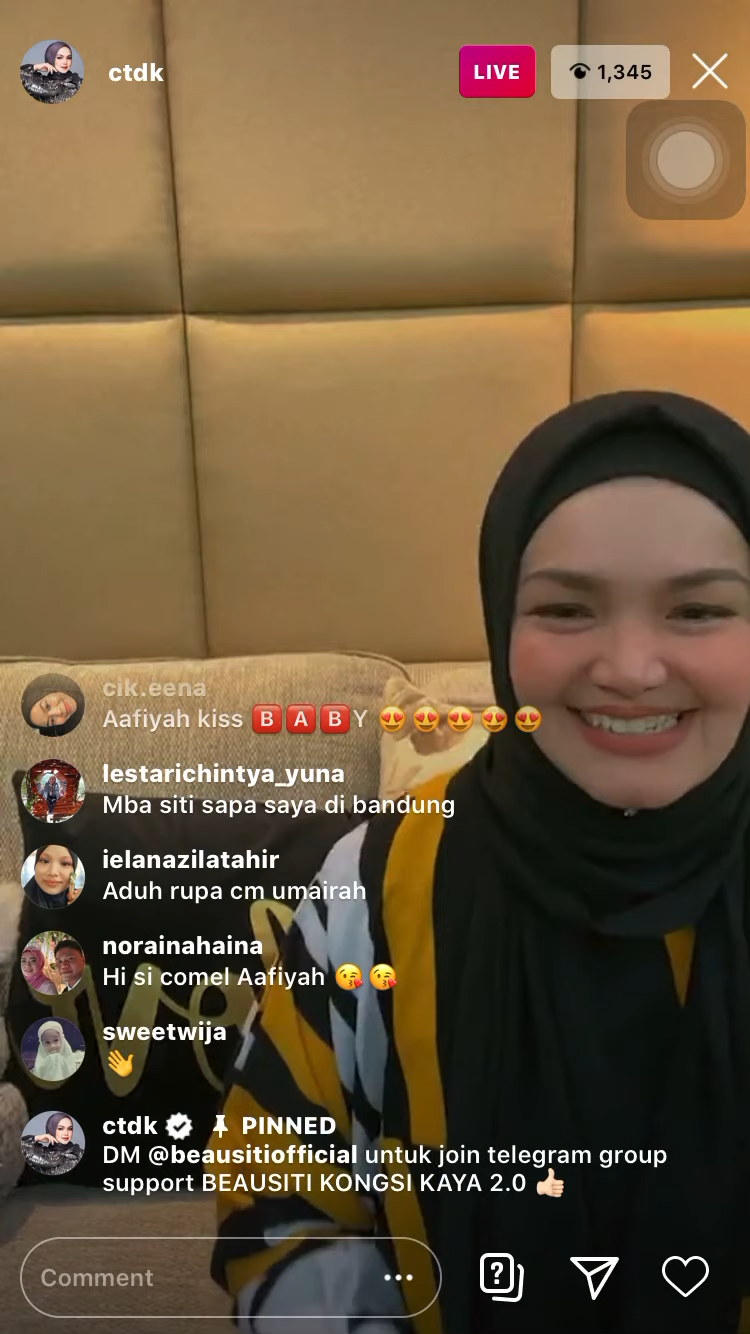 ctdk
LIVE
1,345
cik.eena
Aafiyah kiss 🅱🅰🅱Y 😍😍😍😍😍
lestarichintya_yuna
Mba siti sapa saya di bandung
ielanazilatahir
Aduh rupa cm umairah
norainahaina
Hi si comel Aafiyah 😘😘
sweetwija
👋
ctdk PINNED
DM @beausitiofficial untuk join telegram group
support BEAUSITI KONGSI KAYA 2.0 👍🏻
Comment